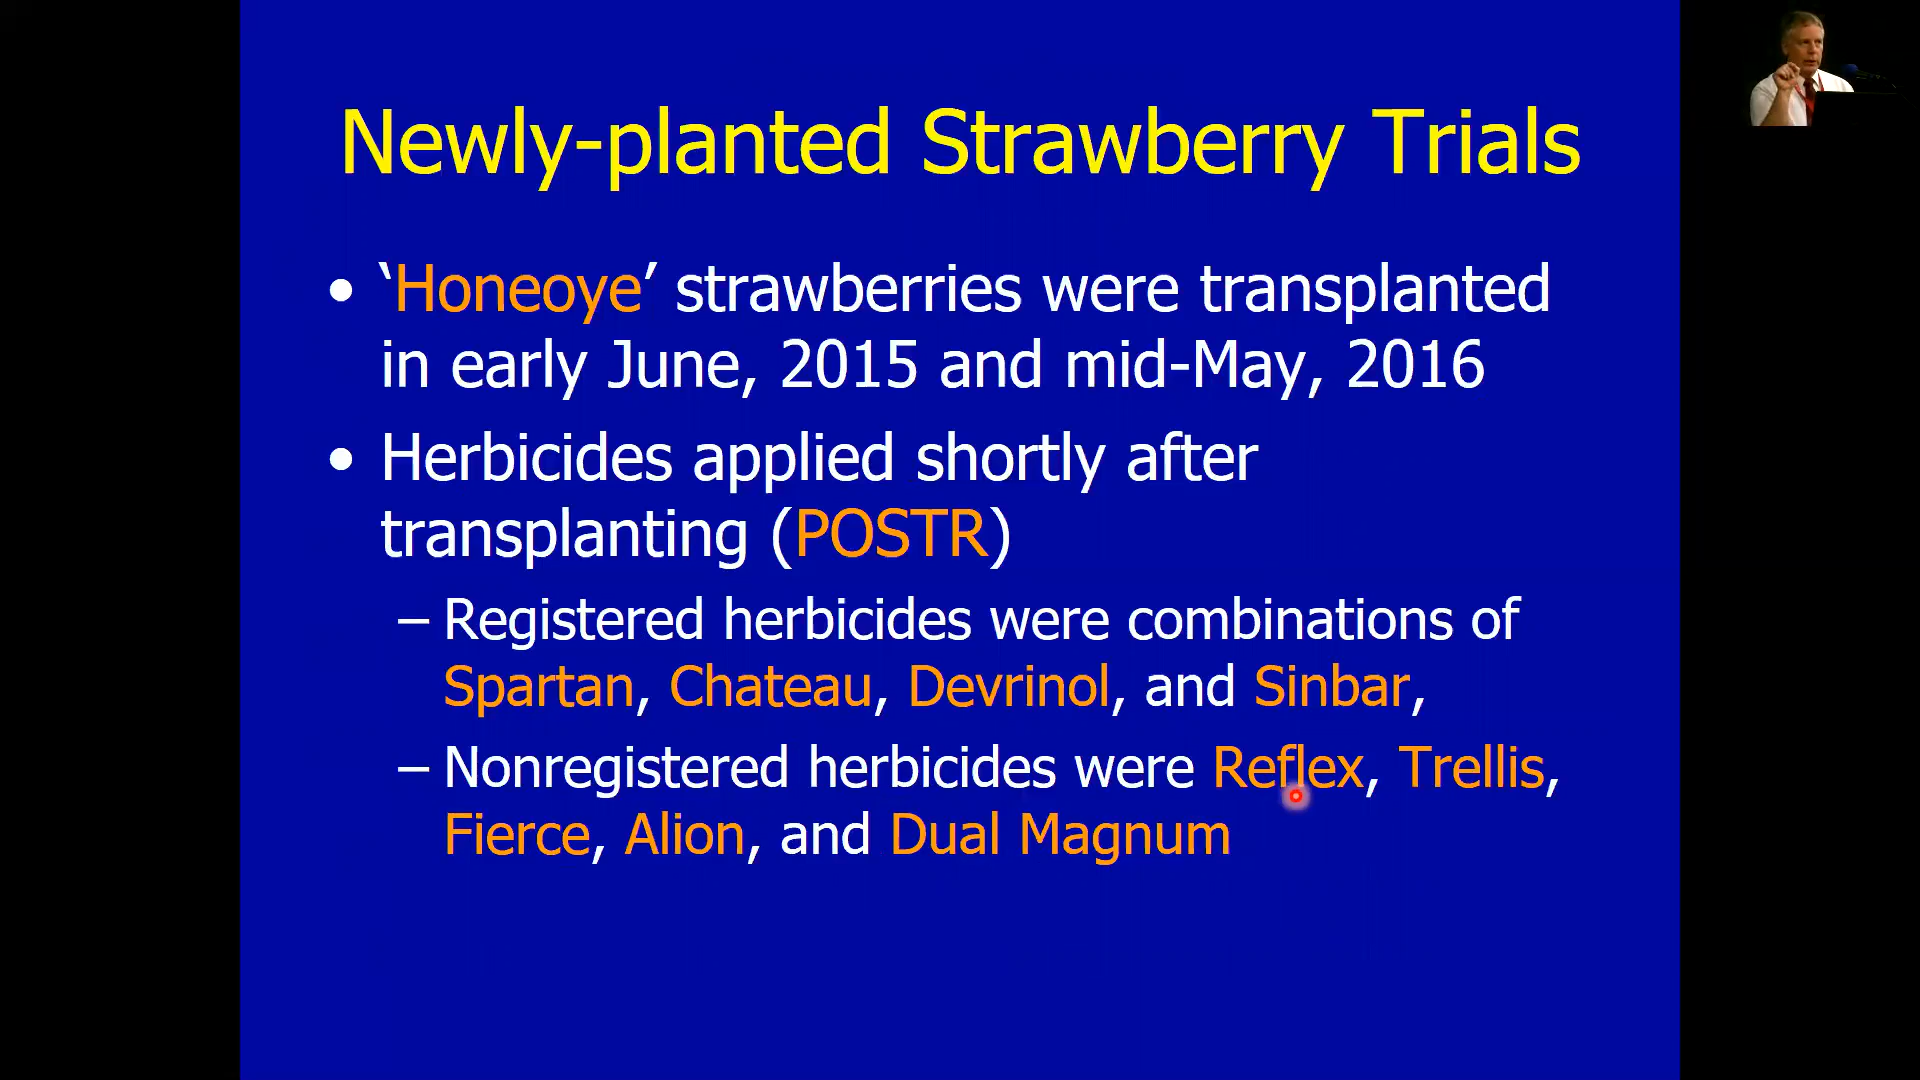 Newly-planted Strawberry Trials
• ‘Honeoye’ strawberries were transplanted
in early June, 2015 and mid-May, 2016
• Herbicides applied shortly after
transplanting (POSTR)
– Registered herbicides were combinations of
Spartan, Chateau, Devrinol, and Sinbar,
– Nonregistered herbicides were Reflex, Trellis,
Fierce, Alion, and Dual Magnum